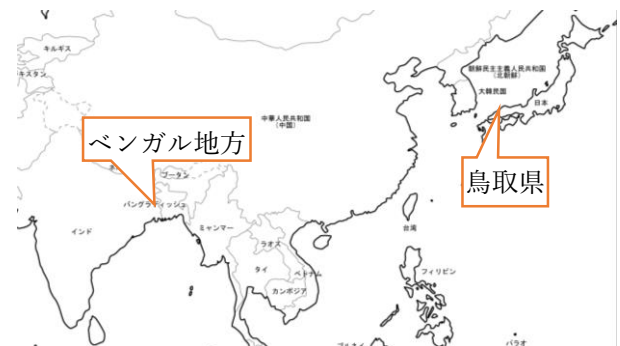 キルギス
キスタン
朝鮮民主主義人民共和国
(北朝鮮)
大韓民国
日本
中華人民共和国
(中国)
ベンガル地方
鳥取県
ブータン
バングラディッシュ
インド
ミャンマー
台湾
ラオス
タイ
ベトナム
カンボジア
フィリピン
ブルネイ
パラオ